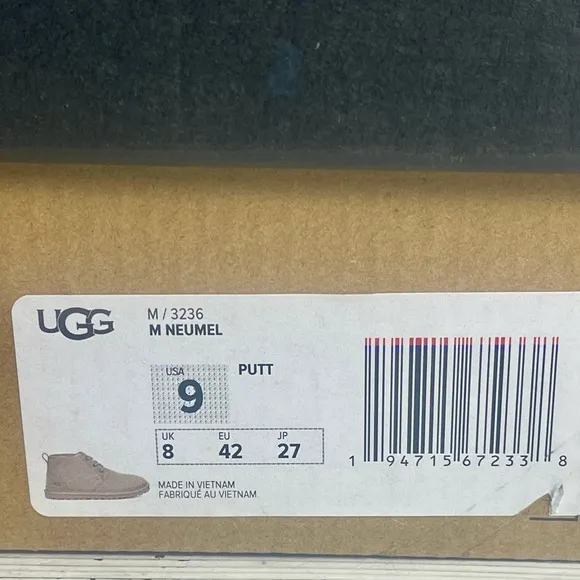 UGG
M / 3236
M NEUMEL
USA
9
PUTT
UK EU JP
8 42 27
MADE IN VIETNAM
FABRIQUÉ AU VIETNAM
1 94715 67233 8